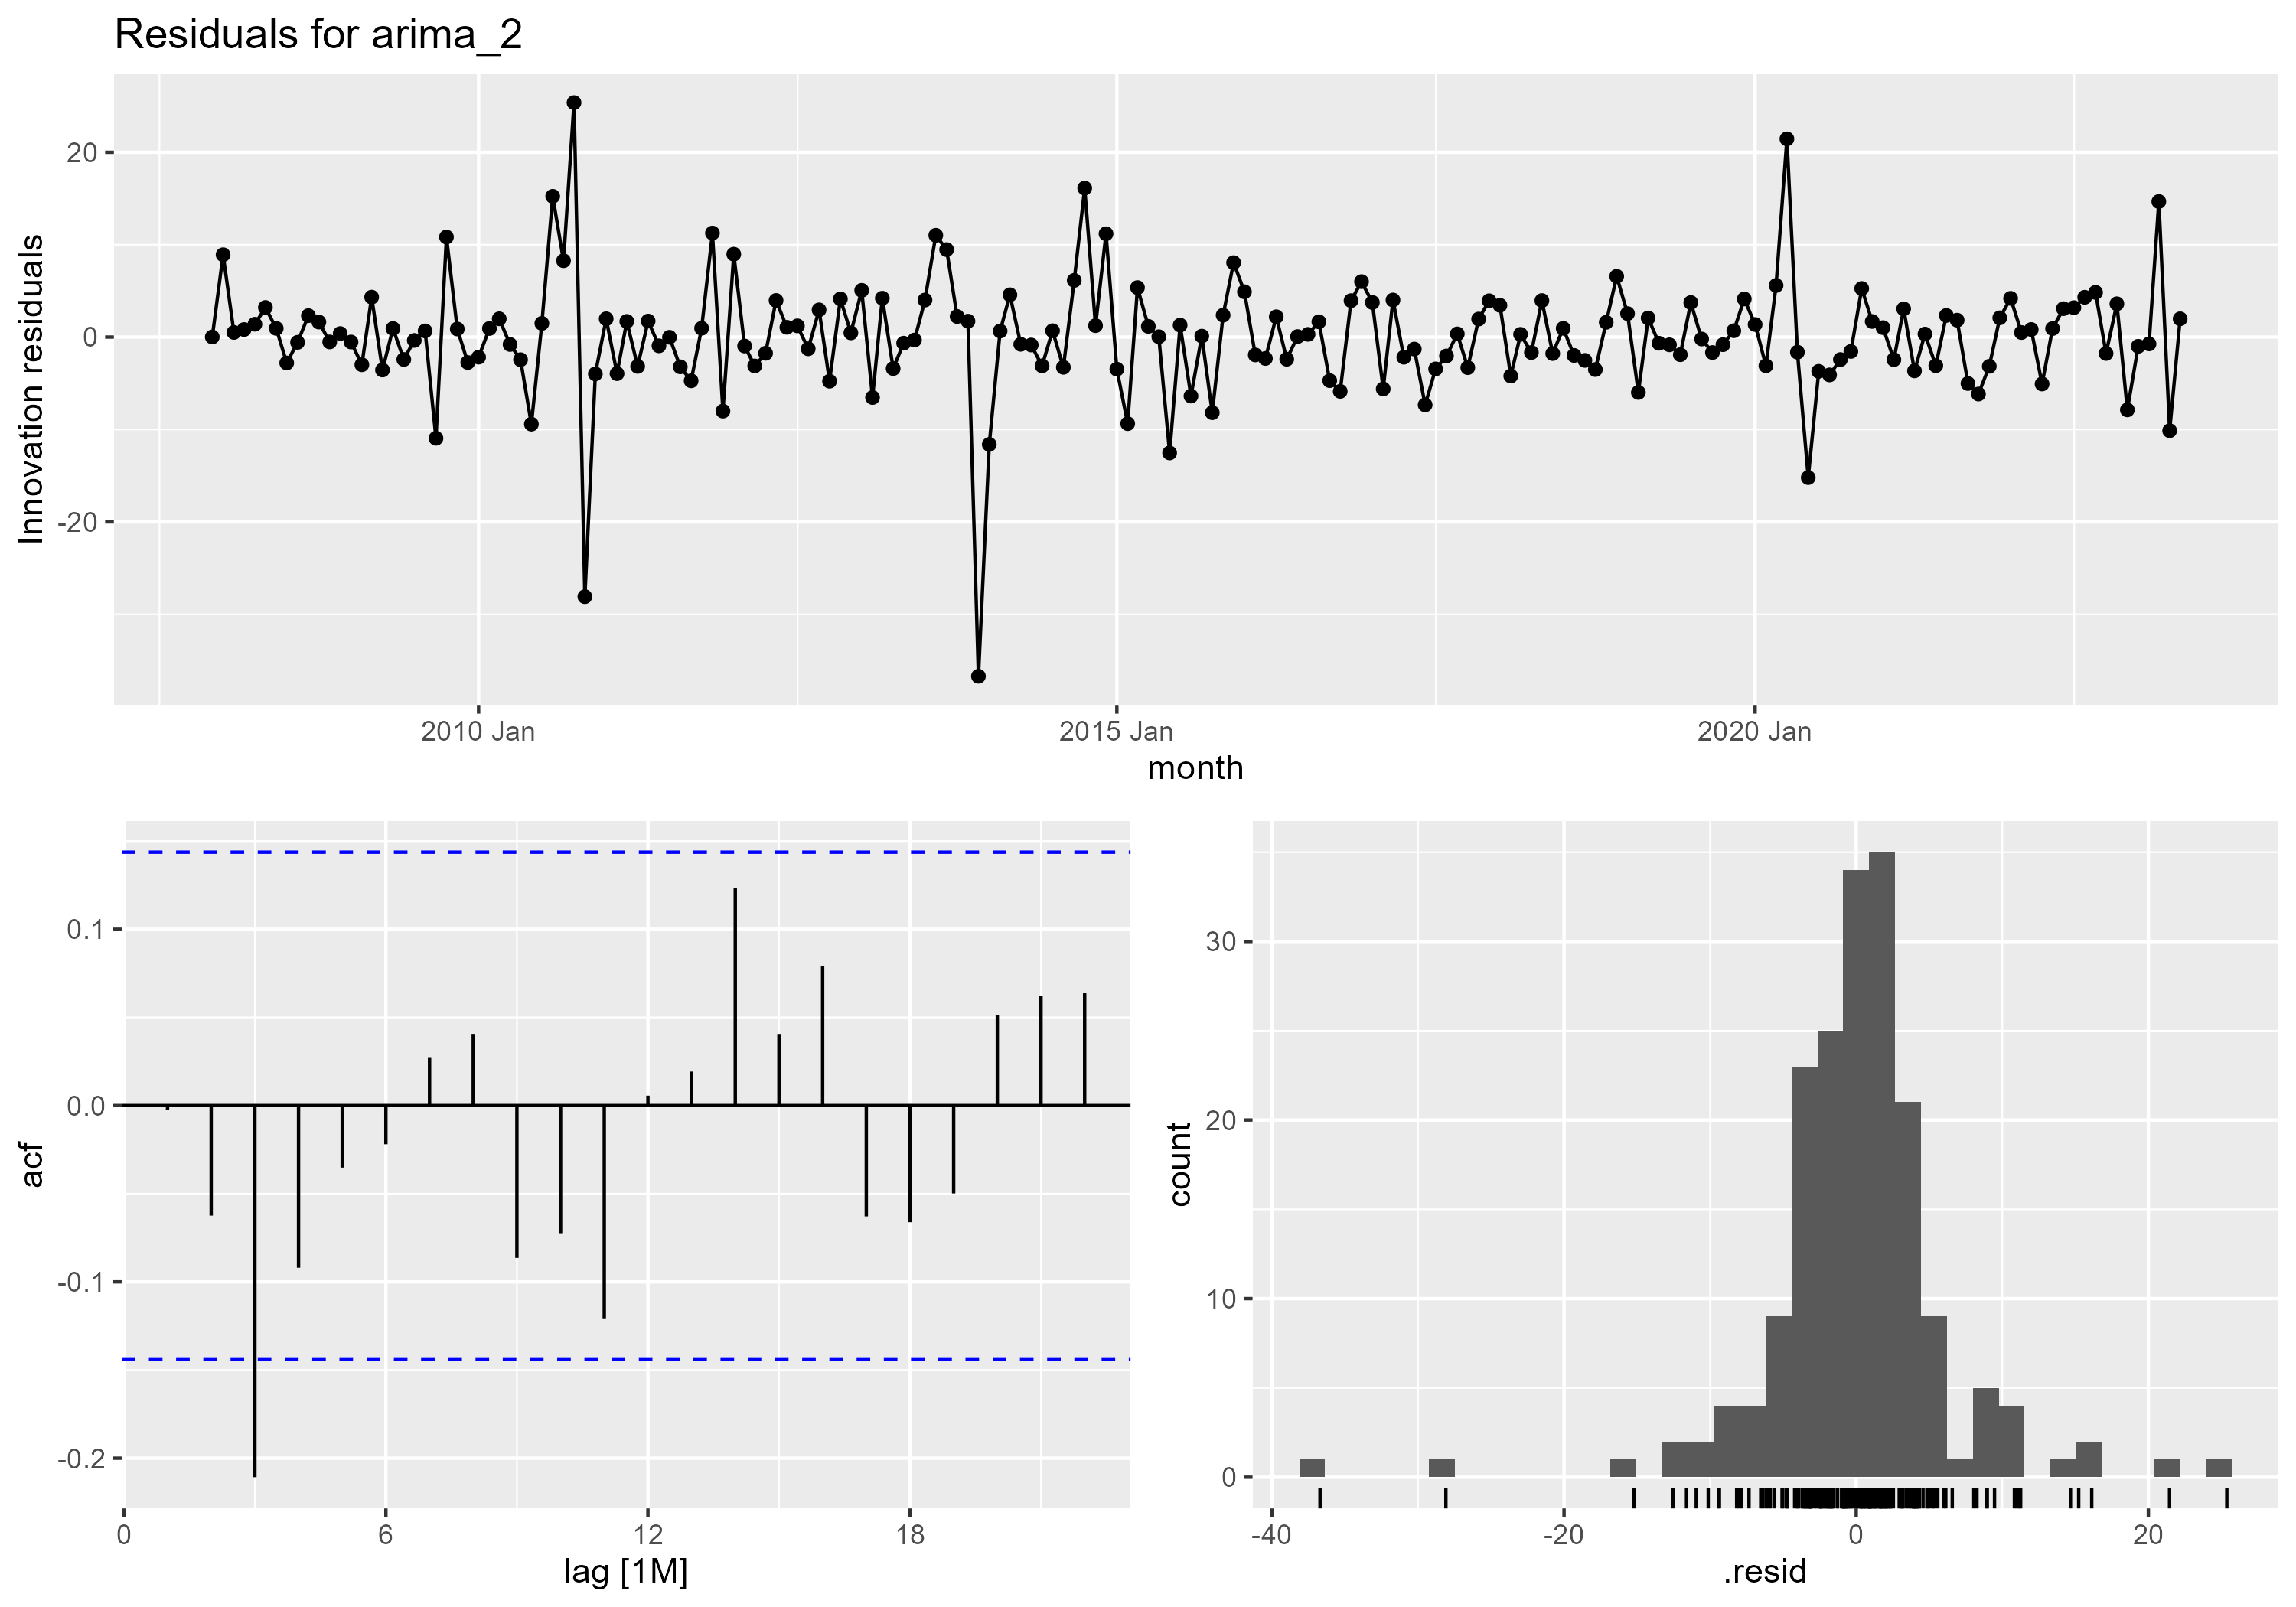 Residuals for arima_2
Innovation residuals
20
0
-20
2010 Jan
2015 Jan
2020 Jan
month
acf
0.1
0.0
-0.1
-0.2
0
6
12
18
lag [1M]
count
30
20
10
0
-40
-20
0
20
.resid